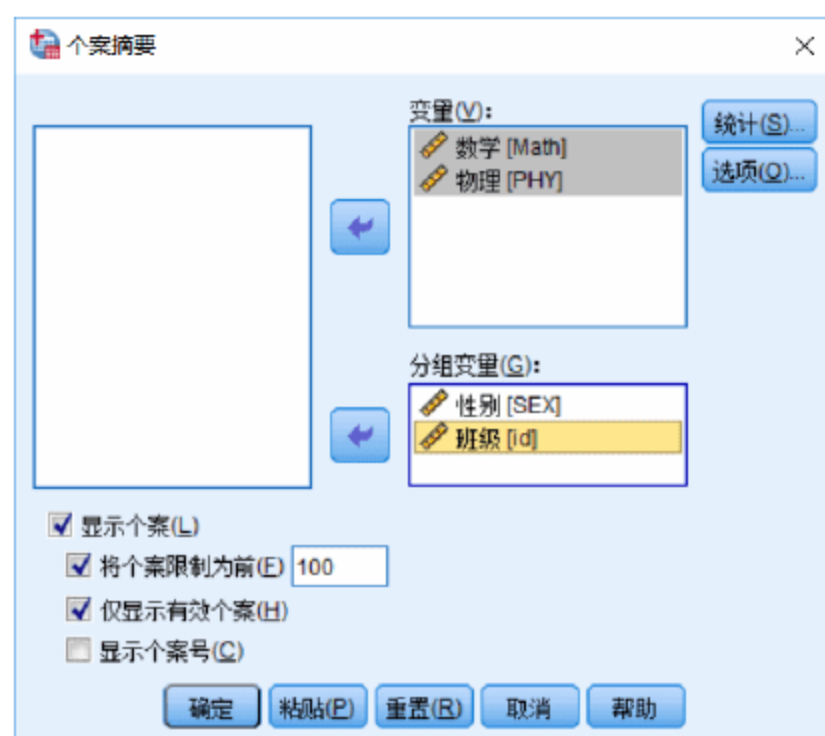 个案摘要
变量(V):
数学 [Math]
物理 [PHY]
统计(S)...
选项(O)...
分组变量(G):
性别 [SEX]
班级 [id]
显示个案(L)
将个案限制为前(F) 100
仅显示有效个案(H)
显示个案号(C)
确定 粘贴(P) 重置(R) 取消 帮助